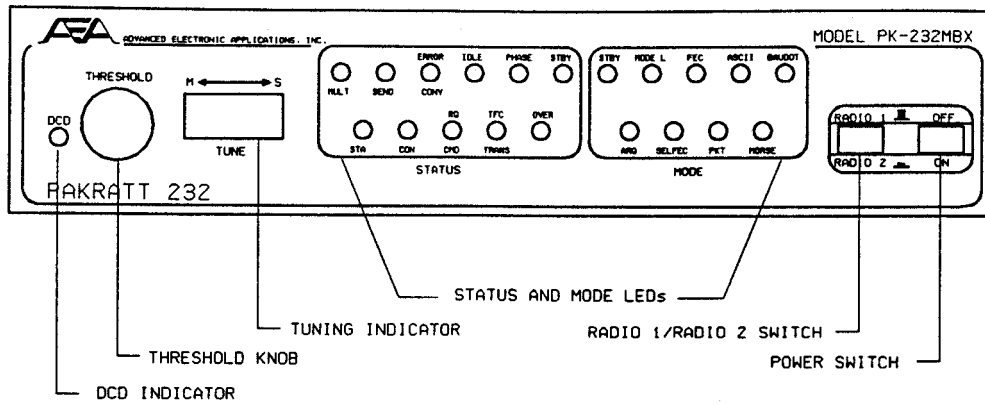 AEA
ADVANCED ELECTRONIC APPLICATIONS, INC.
MODEL PK-232MBX
THRESHOLD
DCD
M S
TUNE
PAKRATT 232
ERROR IDLE PHASE STBY
MULT SEND CONV
RQ TFC OVER
STA CON CMD TRANS
STATUS
STBY MODE L FEC ASCII BAUDOT
ARQ SELFEC PKT MORSE
MODE
RADIO 1 OFF
RADIO 2 ON
STATUS AND MODE LEDs
TUNING INDICATOR
RADIO 1/RADIO 2 SWITCH
THRESHOLD KNOB
POWER SWITCH
DCD INDICATOR